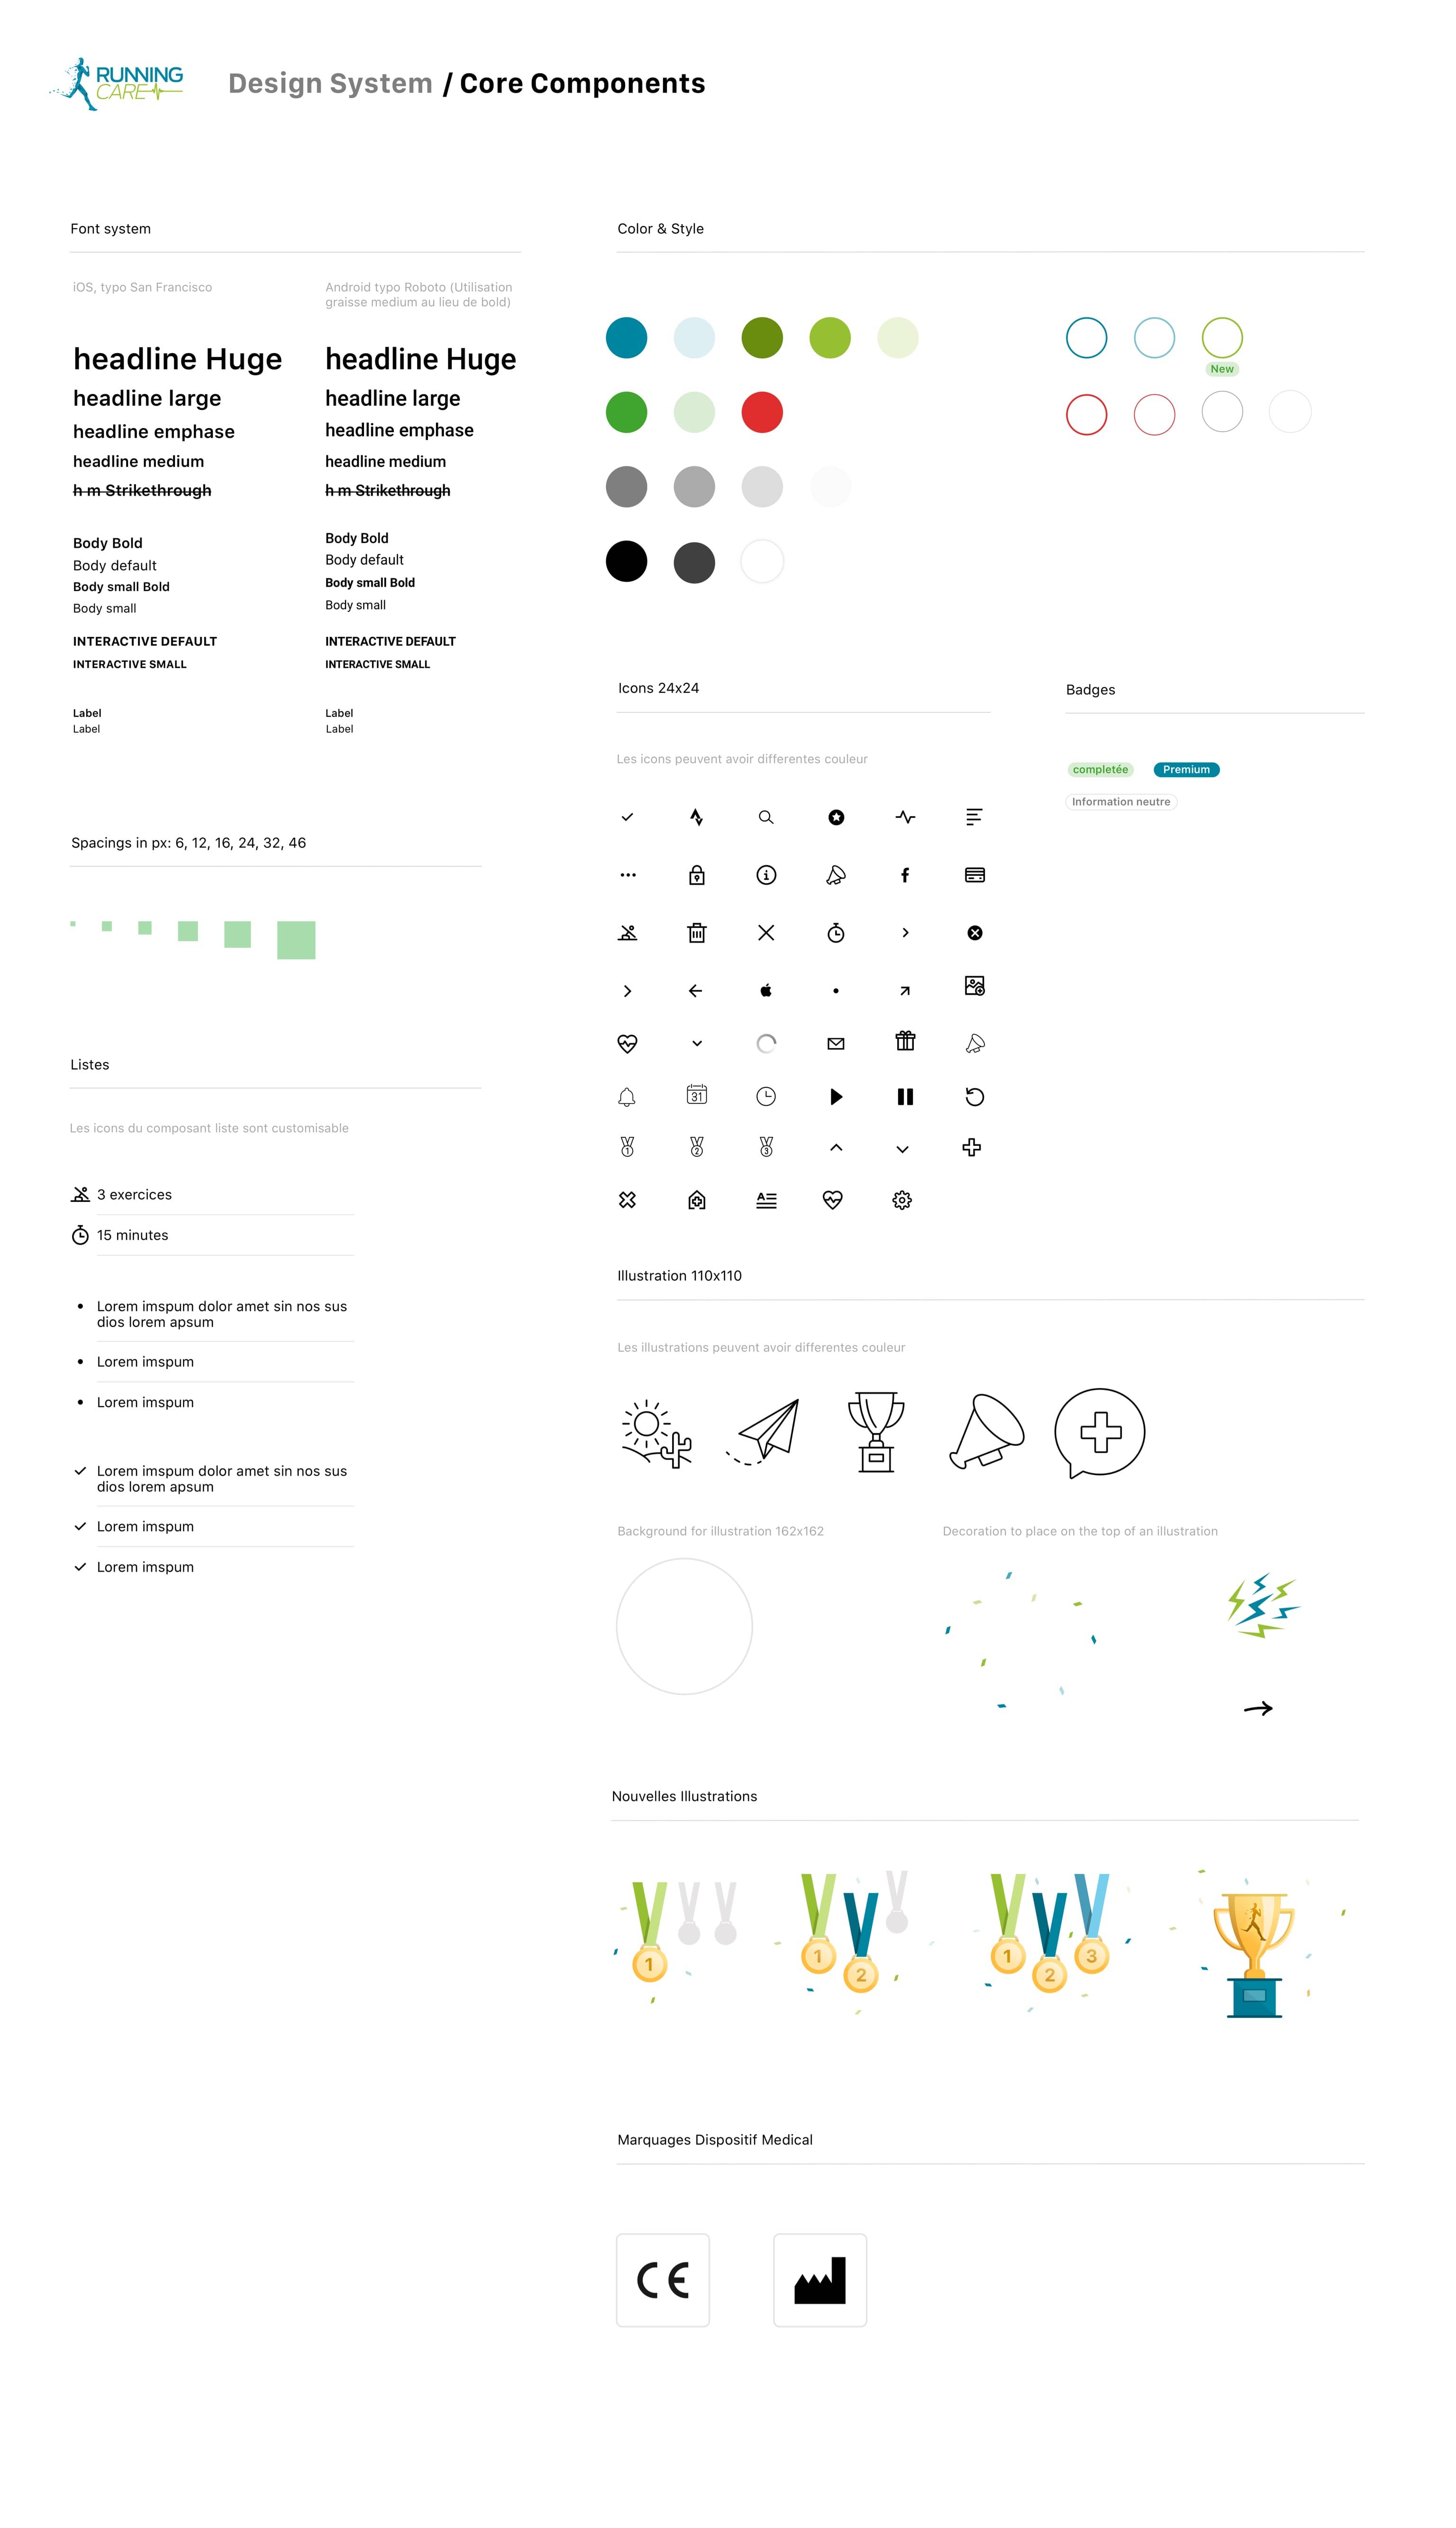 RUNNING
CARE
Design System / Core Components
Font system
iOS, typo San Francisco
Android typo Roboto (Utilisation
graisse medium au lieu de bold)
headline Huge
headline large
headline emphase
headline medium
h m Strikethrough
Body Bold
Body default
Body small Bold
Body small
INTERACTIVE DEFAULT
INTERACTIVE SMALL
Label
Label
headline Huge
headline large
headline emphase
headline medium
h m Strikethrough
Body Bold
Body default
Body small Bold
Body small
INTERACTIVE DEFAULT
INTERACTIVE SMALL
Label
Label
Spacings in px: 6, 12, 16, 24, 32, 46
Listes
Les icons du composant liste sont customisable
3 exercices
15 minutes
Lorem imspum dolor amet sin nos sus
dios lorem apsum
Lorem imspum
Lorem imspum
Lorem imspum dolor amet sin nos sus
dios lorem apsum
Lorem imspum
Lorem imspum
Color & Style
New
Icons 24x24
Les icons peuvent avoir differentes couleur
31
1
2
3
A
Badges
completée
Premium
Information neutre
Illustration 110x110
Les illustrations peuvent avoir differentes couleur
Background for illustration 162x162
Decoration to place on the top of an illustration
Nouvelles Illustrations
1
1
2
1
2
3
Marquages Dispositif Medical
CE